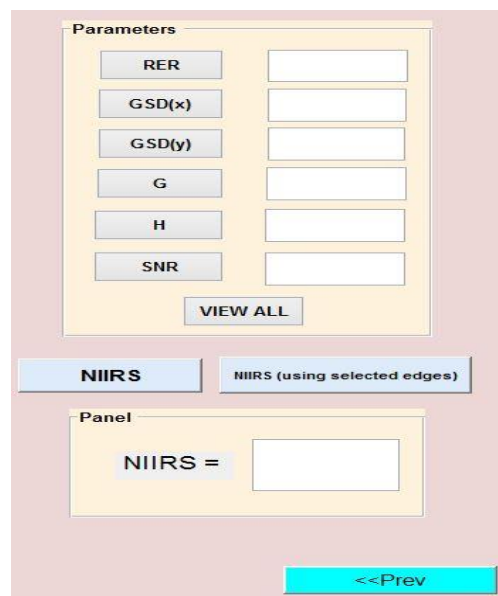 Parameters
RER
GSD(x)
GSD(y)
G
H
SNR
VIEW ALL
NIIRS
NIIRS (using selected edges)
Panel
NIIRS =
<<Prev